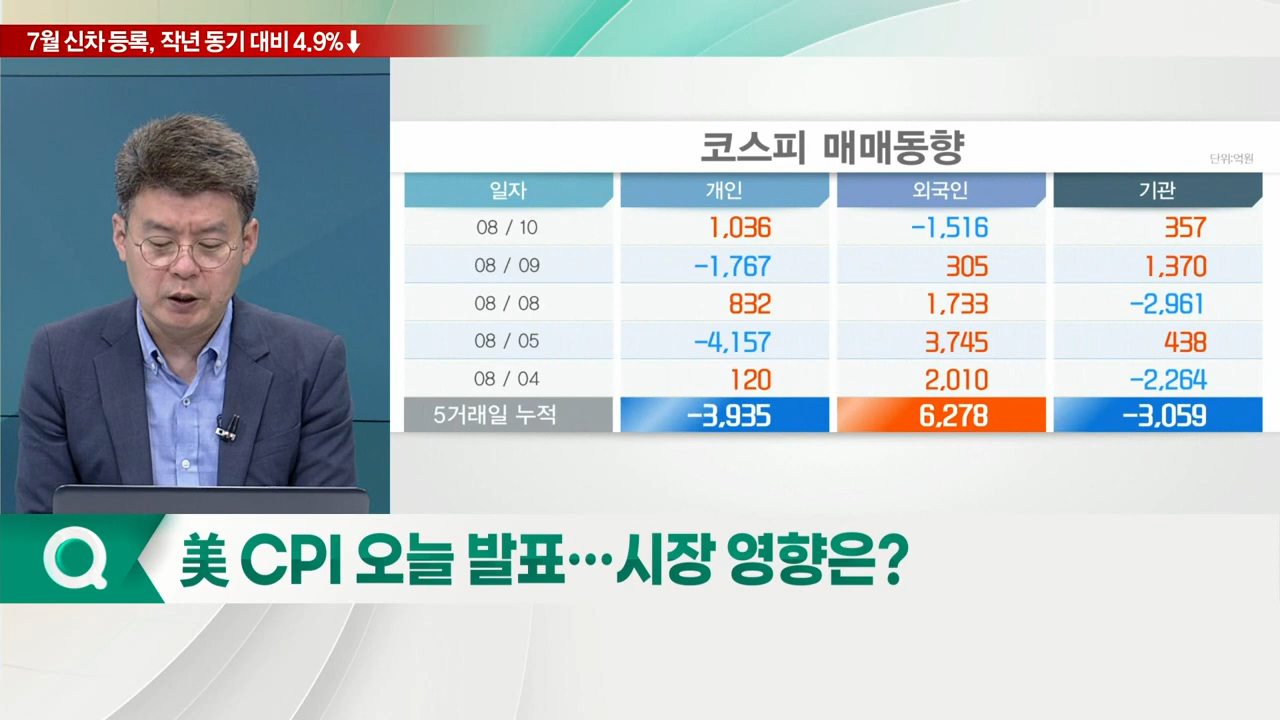 7월 신차 등록, 작년 동기 대비 4.9%⬇
코스피 매매동향
단위:억원
일자 개인 외국인 기관
08 / 10 1,036 -1,516 357
08 / 09 -1,767 305 1,370
08 / 08 832 1,733 -2,961
08 / 05 -4,157 3,745 438
08 / 04 120 2,010 -2,264
5거래일 누적 -3,935 6,278 -3,059
美 CPI 오늘 발표…시장 영향은?